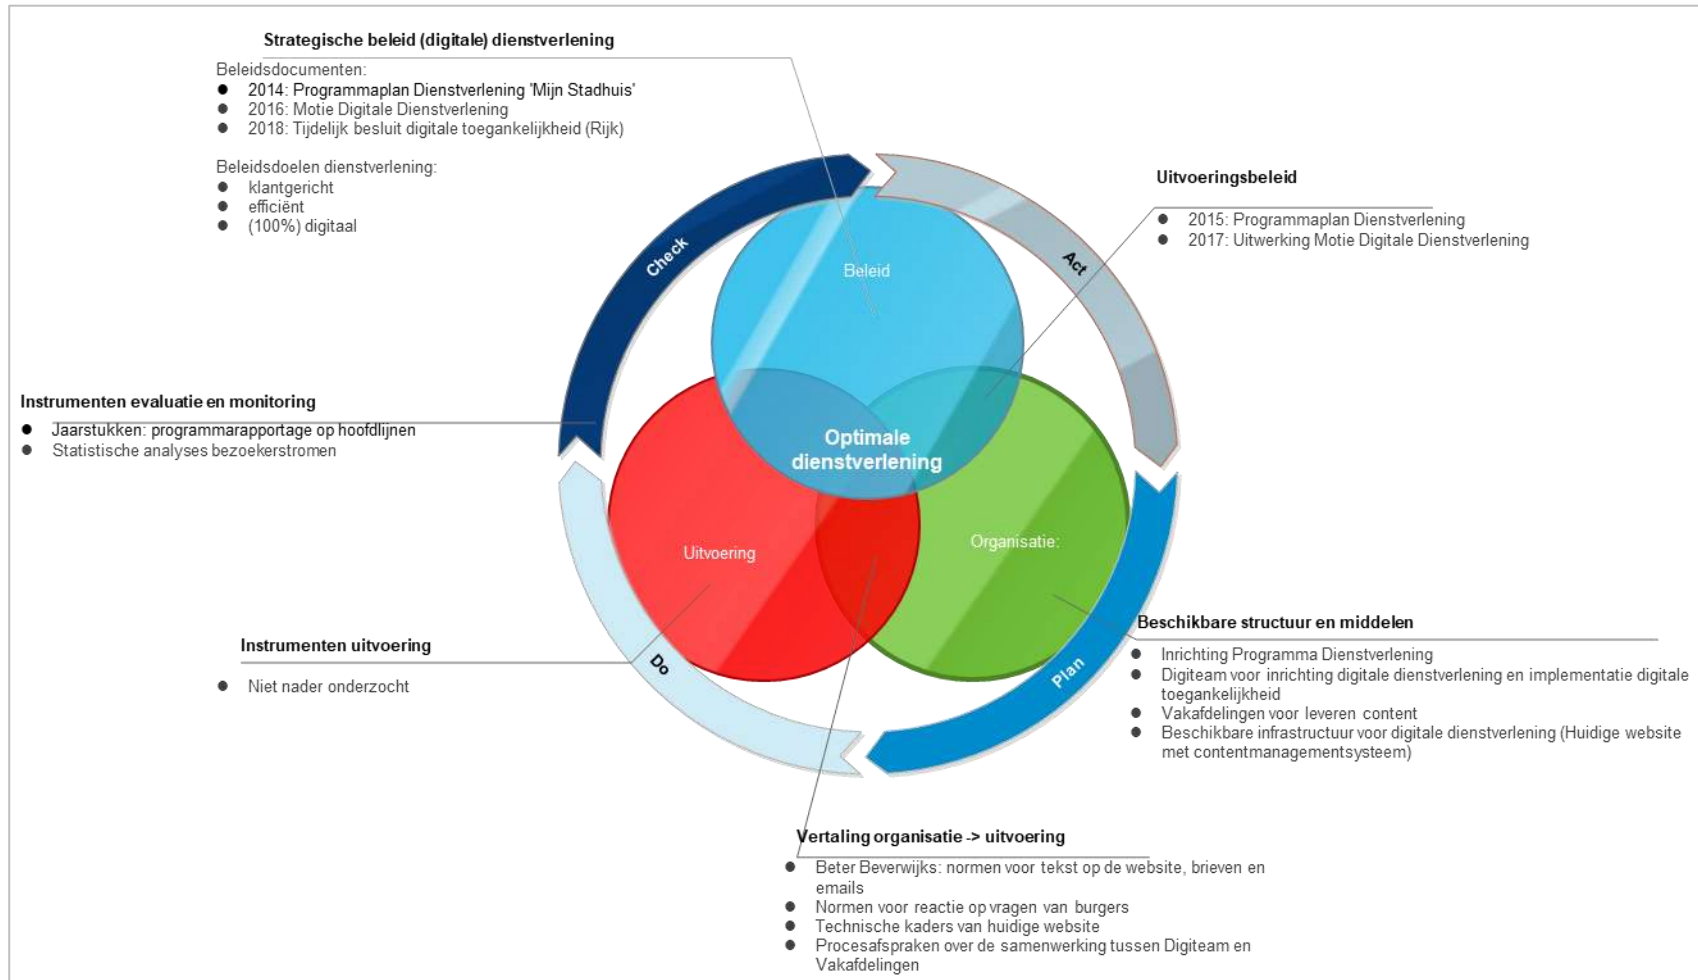 Strategische beleid (digitale) dienstverlening
Beleidsdocumenten:
● 2014: Programmaplan Dienstverlening 'Mijn Stadhuis'
● 2016: Motie Digitale Dienstverlening
● 2018: Tijdelijk besluit digitale toegankelijkheid (Rijk)
Beleidsdoelen dienstverlening:
● klantgericht
● efficiënt
● (100%) digitaal
Uitvoeringsbeleid
● 2015: Programmaplan Dienstverlening
● 2017: Uitwerking Motie Digitale Dienstverlening
Check
Act
Beleid
Instrumenten evaluatie en monitoring
● Jaarstukken: programmarapportage op hoofdlijnen
● Statistische analyses bezoekerstromen
Optimale
dienstverlening
Uitvoering
Organisatie:
Instrumenten uitvoering
● Niet nader onderzocht
Do
Plan
Beschikbare structuur en middelen
● Inrichting Programma Dienstverlening
● Digiteam voor inrichting digitale dienstverlening en implementatie digitale
toegankelijkheid
● Vakafdelingen voor leveren content
● Beschikbare infrastructuur voor digitale dienstverlening (Huidige website
met contentmanagementsysteem)
Vertaling organisatie -> uitvoering
● Beter Beverwijks: normen voor tekst op de website, brieven en
emails
● Normen voor reactie op vragen van burgers
● Technische kaders van huidige website
● Procesafspraken over de samenwerking tussen Digiteam en
Vakafdelingen